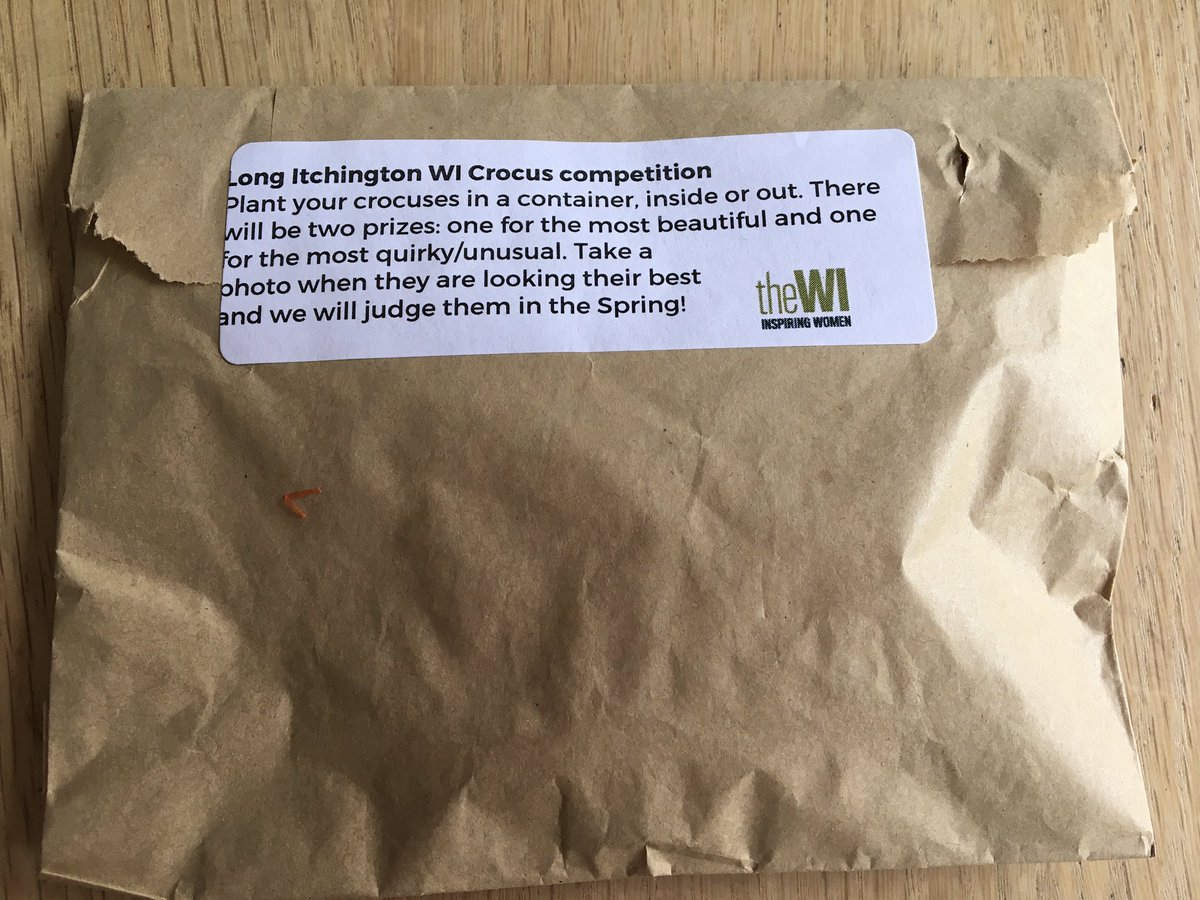 Long Itchington WI Crocus competition
Plant your crocuses in a container, inside or out. There
will be two prizes: one for the most beautiful and one
for the most quirky/unusual. Take a
photo when they are looking their best
and we will judge them in the Spring!
theWI
INSPIRING WOMEN